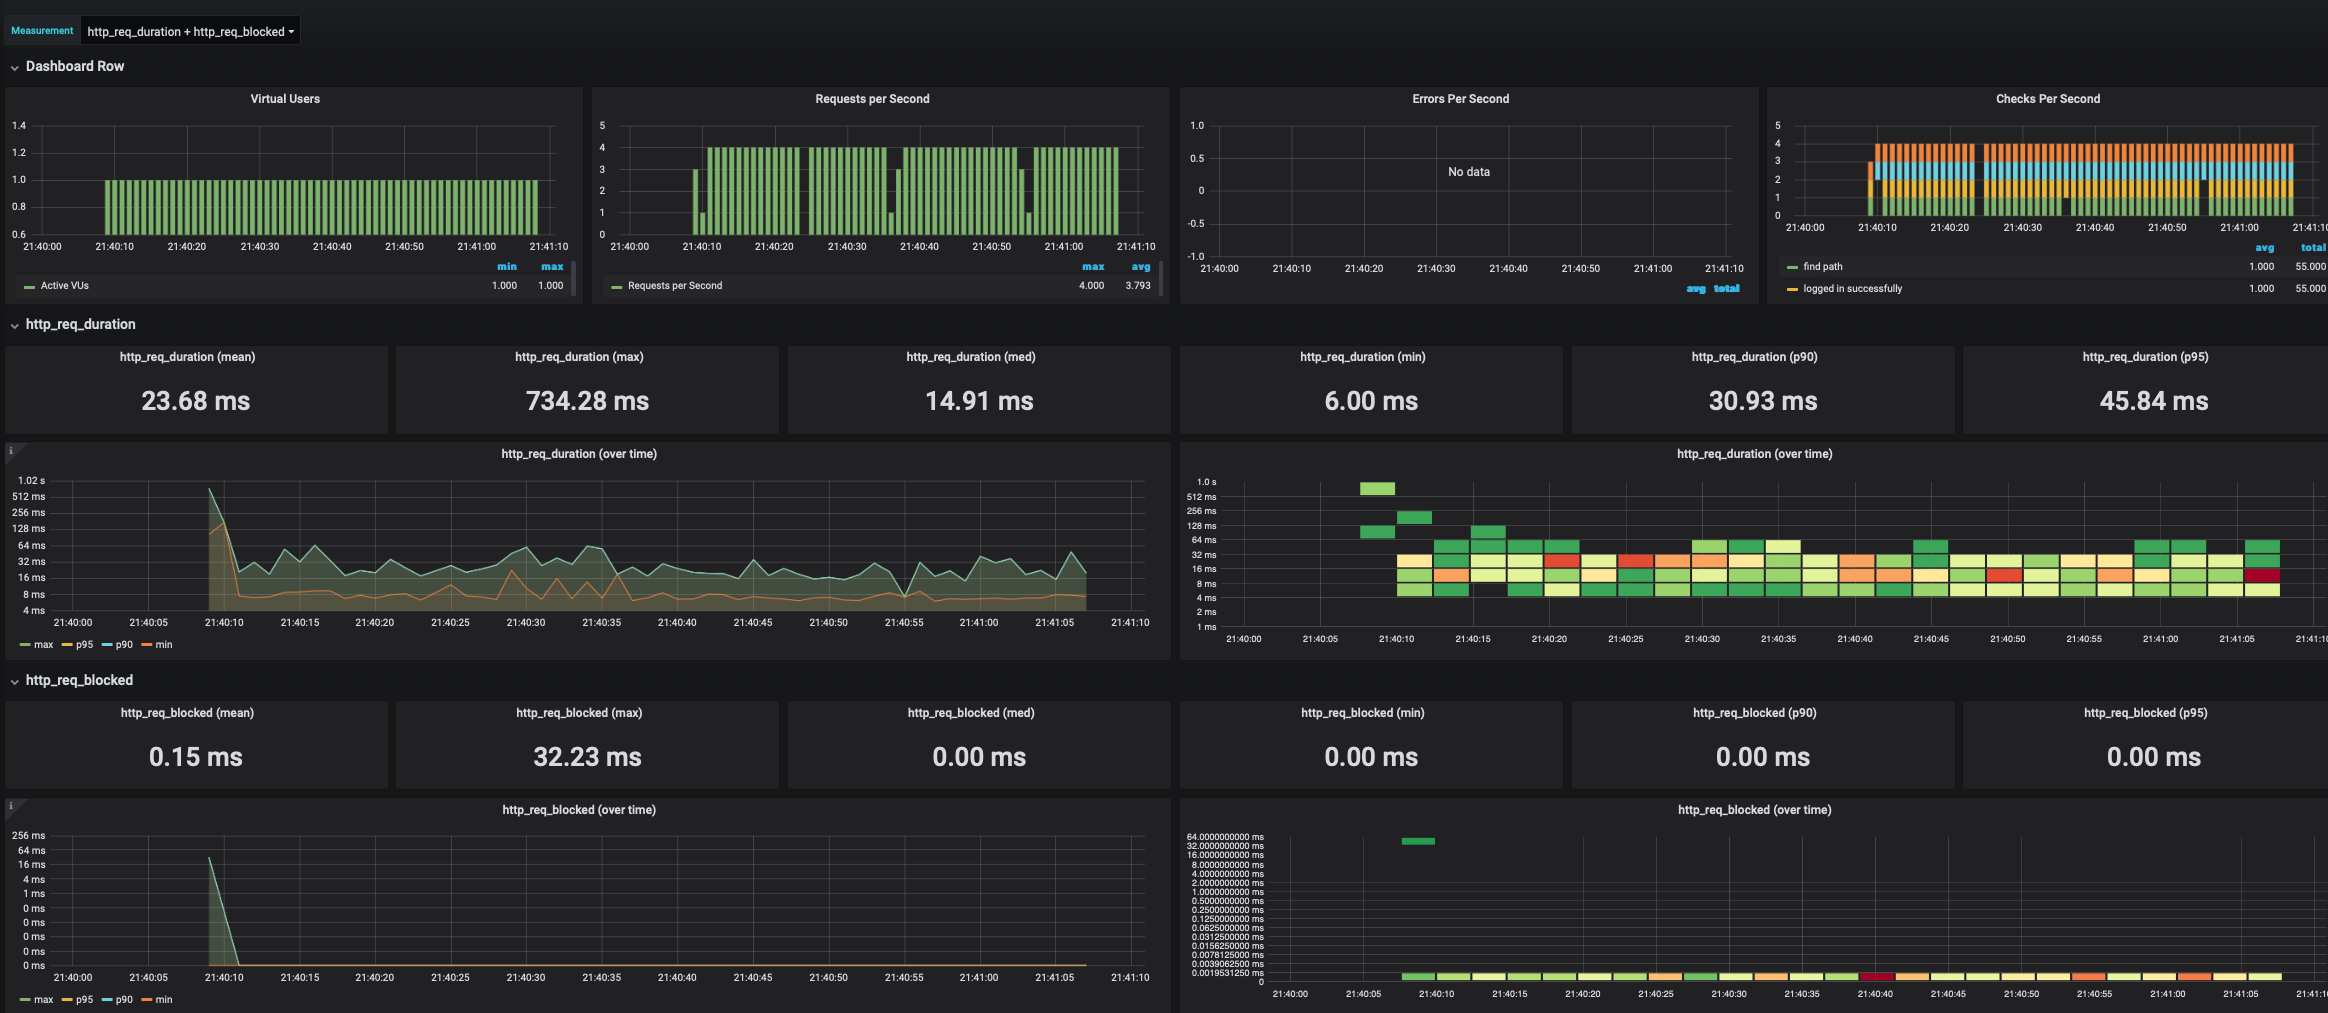 Measurement http_req_duration + http_req_blocked
Dashboard Row
Virtual Users
1.4
1.2
1.0
0.8
0.6
21:40:00 21:40:10 21:40:20 21:40:30 21:40:40 21:40:50 21:41:00 21:41:10
min max
Active VUs 1.000 1.000
Requests per Second
5
4
3
2
1
0
21:40:00 21:40:10 21:40:20 21:40:30 21:40:40 21:40:50 21:41:00 21:41:10
max avg
Requests per Second 4.000 3.793
Errors Per Second
1.0
0.5
0
-0.5
-1.0
No data
21:40:00 21:40:10 21:40:20 21:40:30 21:40:40 21:40:50 21:41:00 21:41:10
avg total
Checks Per Second
5
4
3
2
1
0
21:40:00 21:40:10 21:40:20 21:40:30 21:40:40 21:40:50 21:41:00 21:41:10
avg total
find path 1.000 55.000
logged in successfully 1.000 55.000
http_req_duration
http_req_duration (mean)
23.68 ms
http_req_duration (max)
734.28 ms
http_req_duration (med)
14.91 ms
http_req_duration (min)
6.00 ms
http_req_duration (p90)
30.93 ms
http_req_duration (p95)
45.84 ms
i
http_req_duration (over time)
1.02 s
512 ms
256 ms
128 ms
64 ms
32 ms
16 ms
8 ms
4 ms
21:40:00 21:40:05 21:40:10 21:40:15 21:40:20 21:40:25 21:40:30 21:40:35 21:40:40 21:40:45 21:40:50 21:40:55 21:41:00 21:41:05 21:41:10
max p95 p90 min
http_req_duration (over time)
1.0 s
512 ms
256 ms
128 ms
64 ms
32 ms
16 ms
8 ms
4 ms
2 ms
1 ms
21:40:00 21:40:05 21:40:10 21:40:15 21:40:20 21:40:25 21:40:30 21:40:35 21:40:40 21:40:45 21:40:50 21:40:55 21:41:00 21:41:05 21:41:10
http_req_blocked
http_req_blocked (mean)
0.15 ms
http_req_blocked (max)
32.23 ms
http_req_blocked (med)
0.00 ms
http_req_blocked (min)
0.00 ms
http_req_blocked (p90)
0.00 ms
http_req_blocked (p95)
0.00 ms
i
http_req_blocked (over time)
256 ms
64 ms
16 ms
4 ms
1 ms
0 ms
0 ms
0 ms
0 ms
0 ms
21:40:00 21:40:05 21:40:10 21:40:15 21:40:20 21:40:25 21:40:30 21:40:35 21:40:40 21:40:45 21:40:50 21:40:55 21:41:00 21:41:05 21:41:10
max p95 p90 min
http_req_blocked (over time)
64.0000000000 ms
32.0000000000 ms
16.0000000000 ms
8.0000000000 ms
4.0000000000 ms
2.0000000000 ms
1.0000000000 ms
0.5000000000 ms
0.2500000000 ms
0.1250000000 ms
0.0625000000 ms
0.0312500000 ms
0.0156250000 ms
0.0078125000 ms
0.0039062500 ms
0.0019531250 ms
0
21:40:00 21:40:05 21:40:10 21:40:15 21:40:20 21:40:25 21:40:30 21:40:35 21:40:40 21:40:45 21:40:50 21:40:55 21:41:00 21:41:05 21:41:1